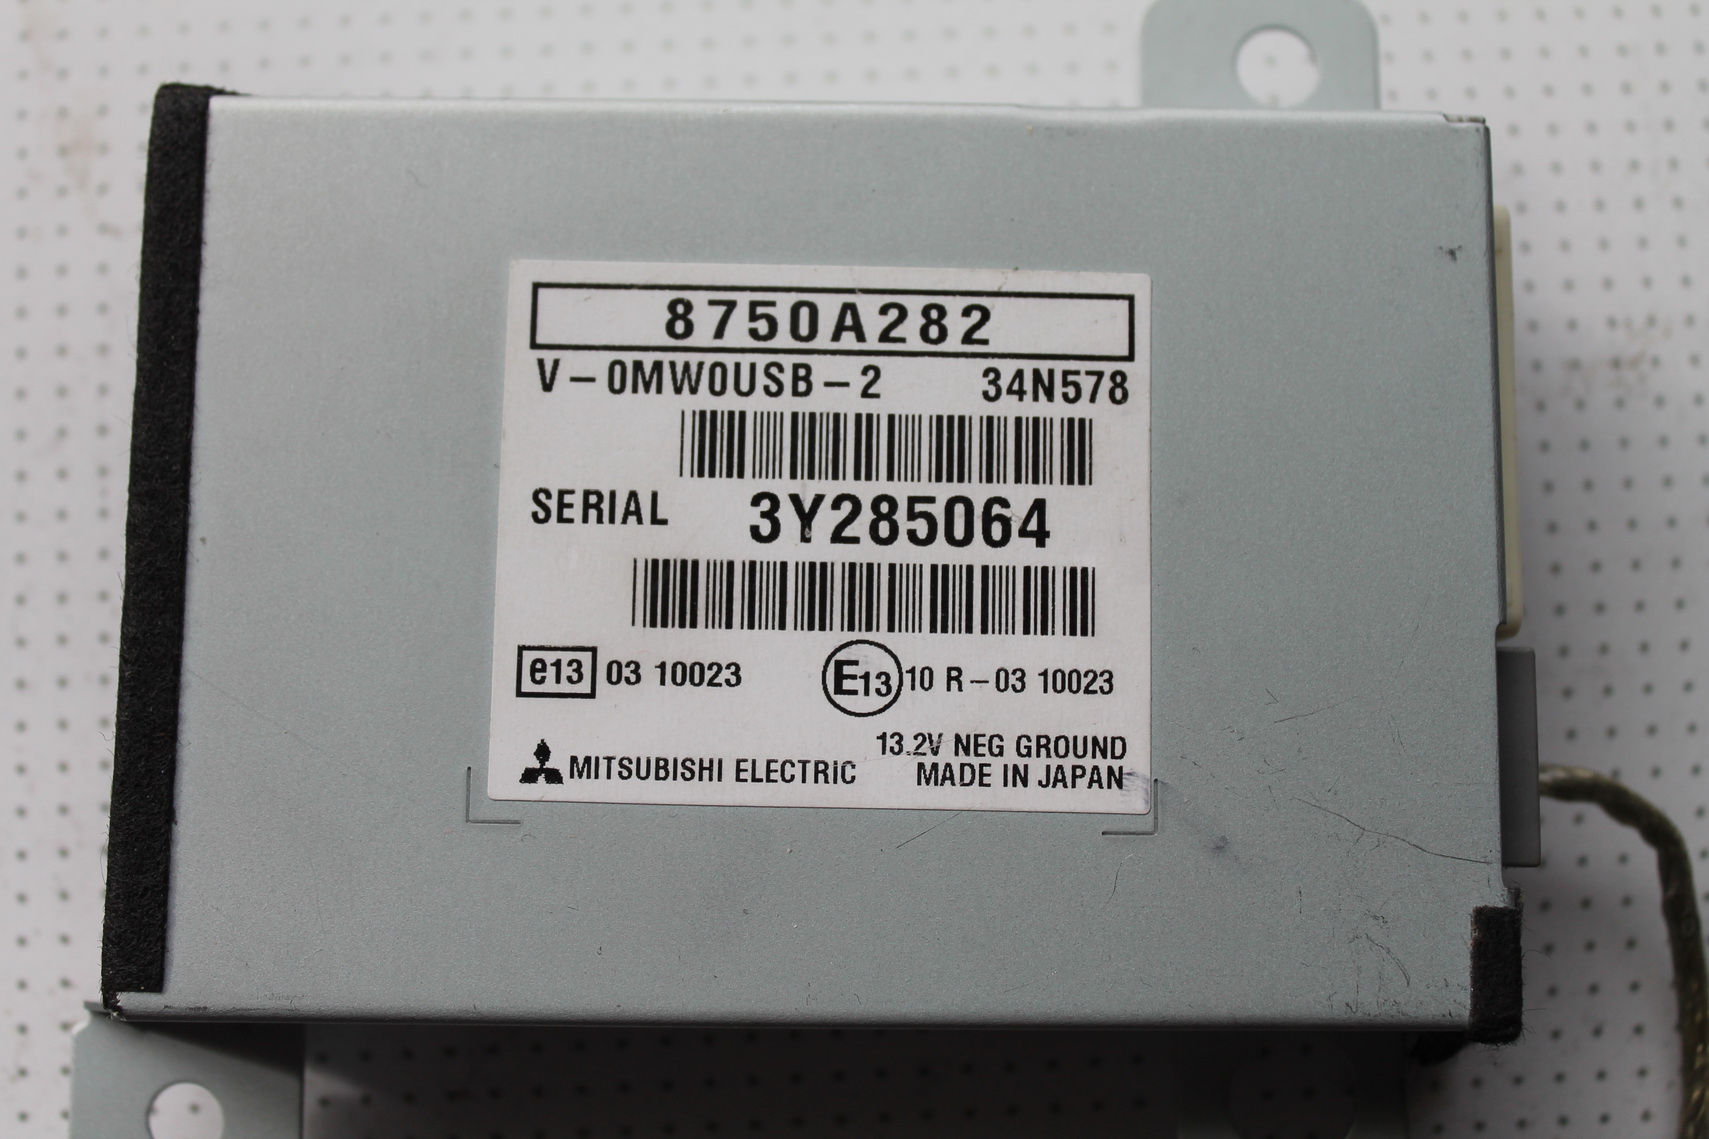 8750A282
V-0MW0USB-2 34N578
SERIAL 3Y285064
e13 03 10023 E13 10 R-03 10023
13.2V NEG GROUND
MITSUBISHI ELECTRIC MADE IN JAPAN